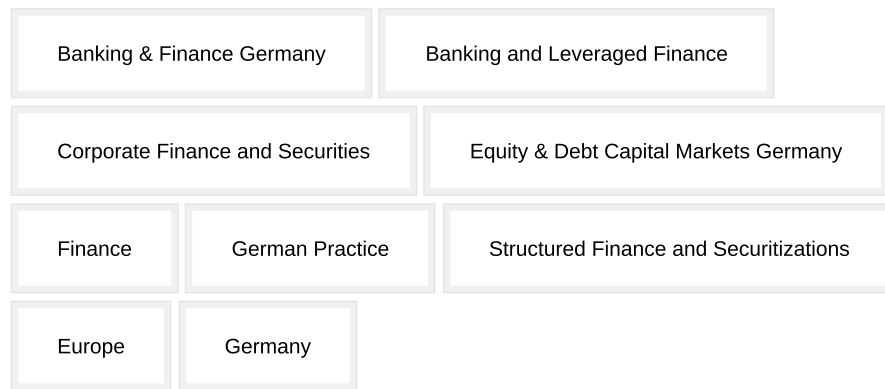 Banking & Finance Germany
Banking and Leveraged Finance
Corporate Finance and Securities
Equity & Debt Capital Markets Germany
Finance
German Practice
Structured Finance and Securitizations
Europe
Germany